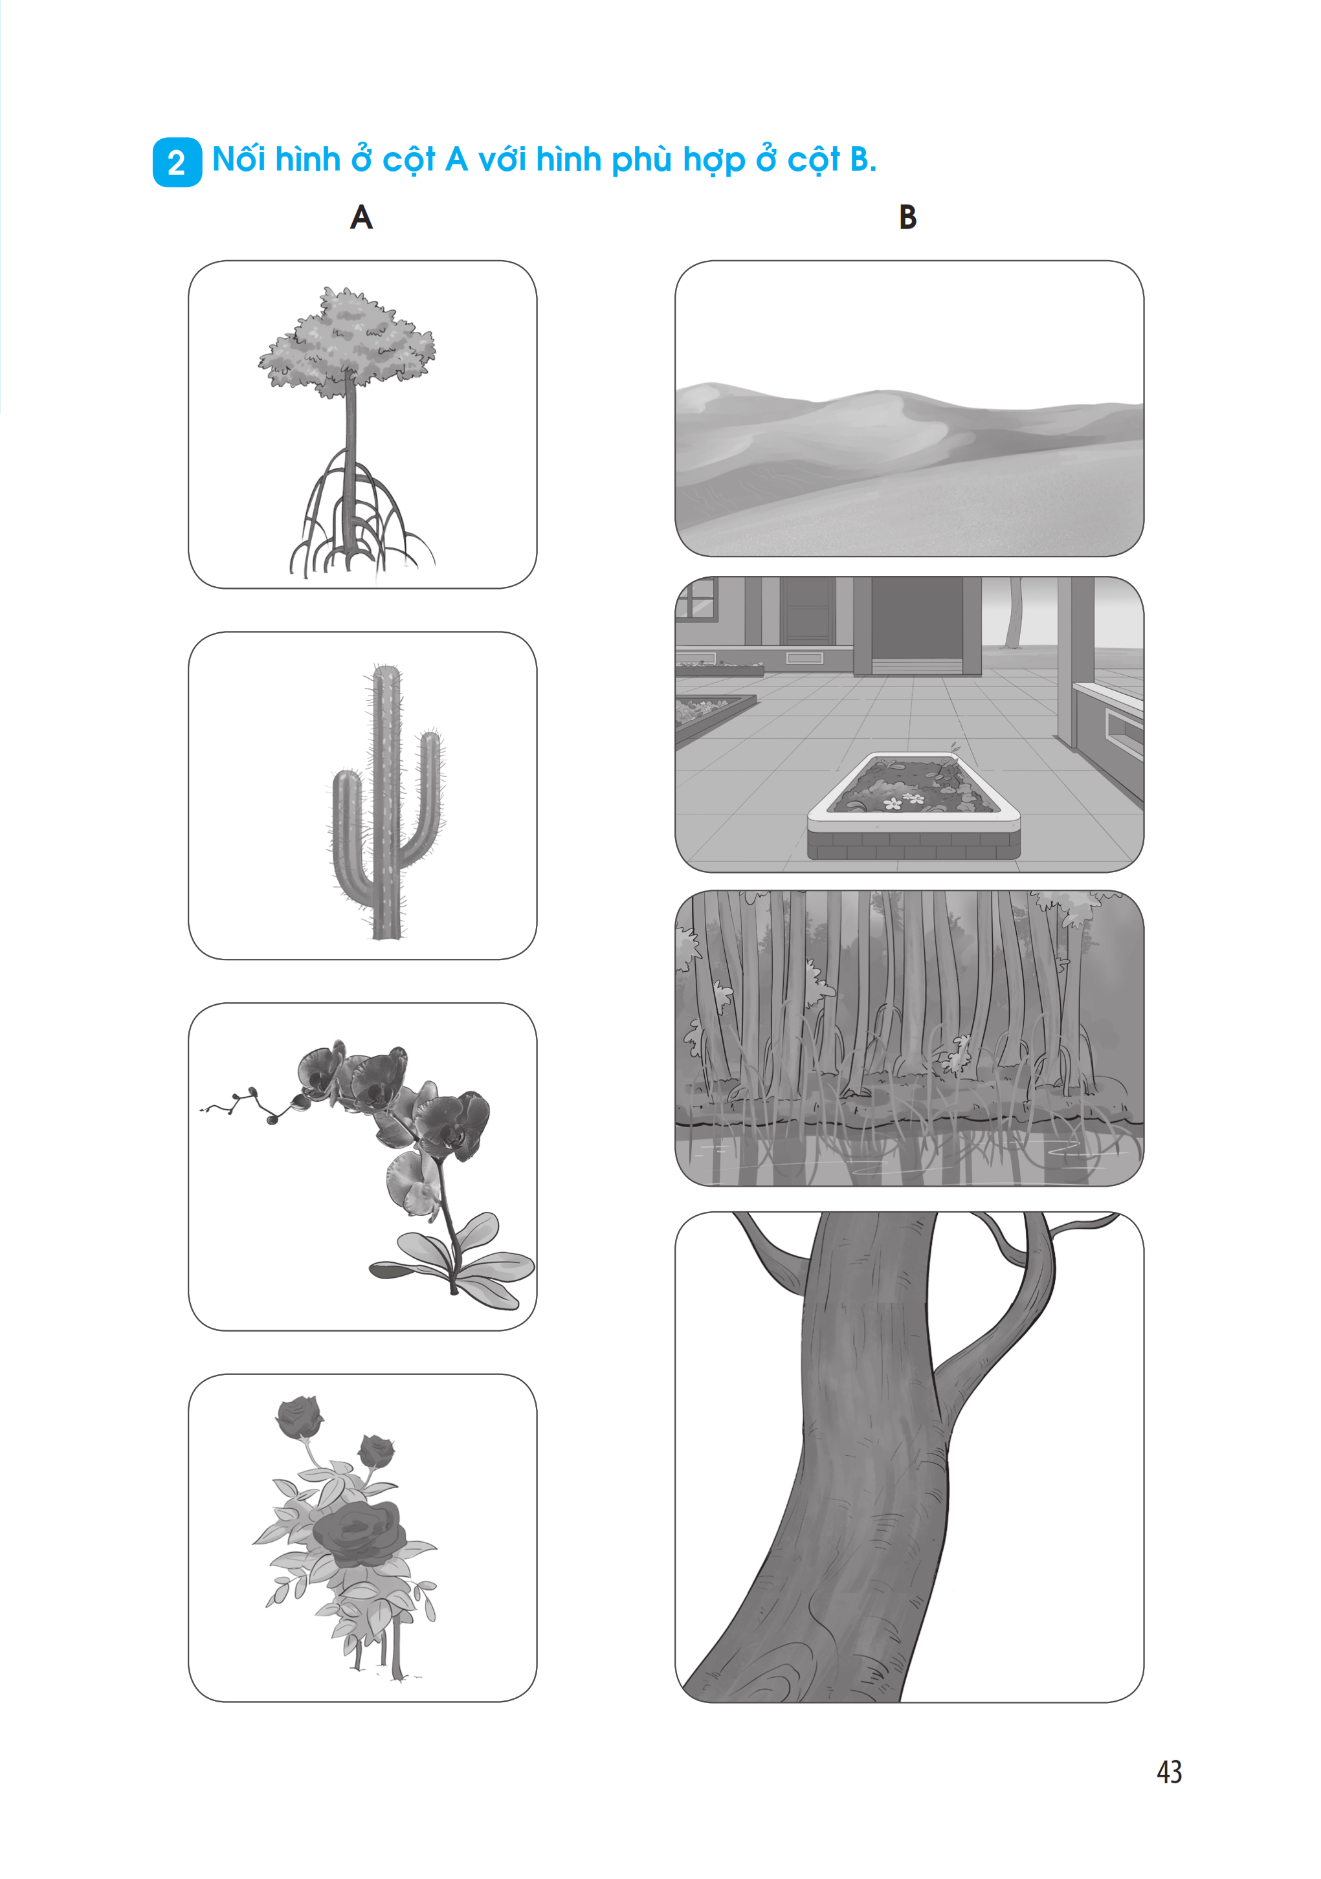 2 Nối hình ở cột A với hình phù hợp ở cột B.
A B
43